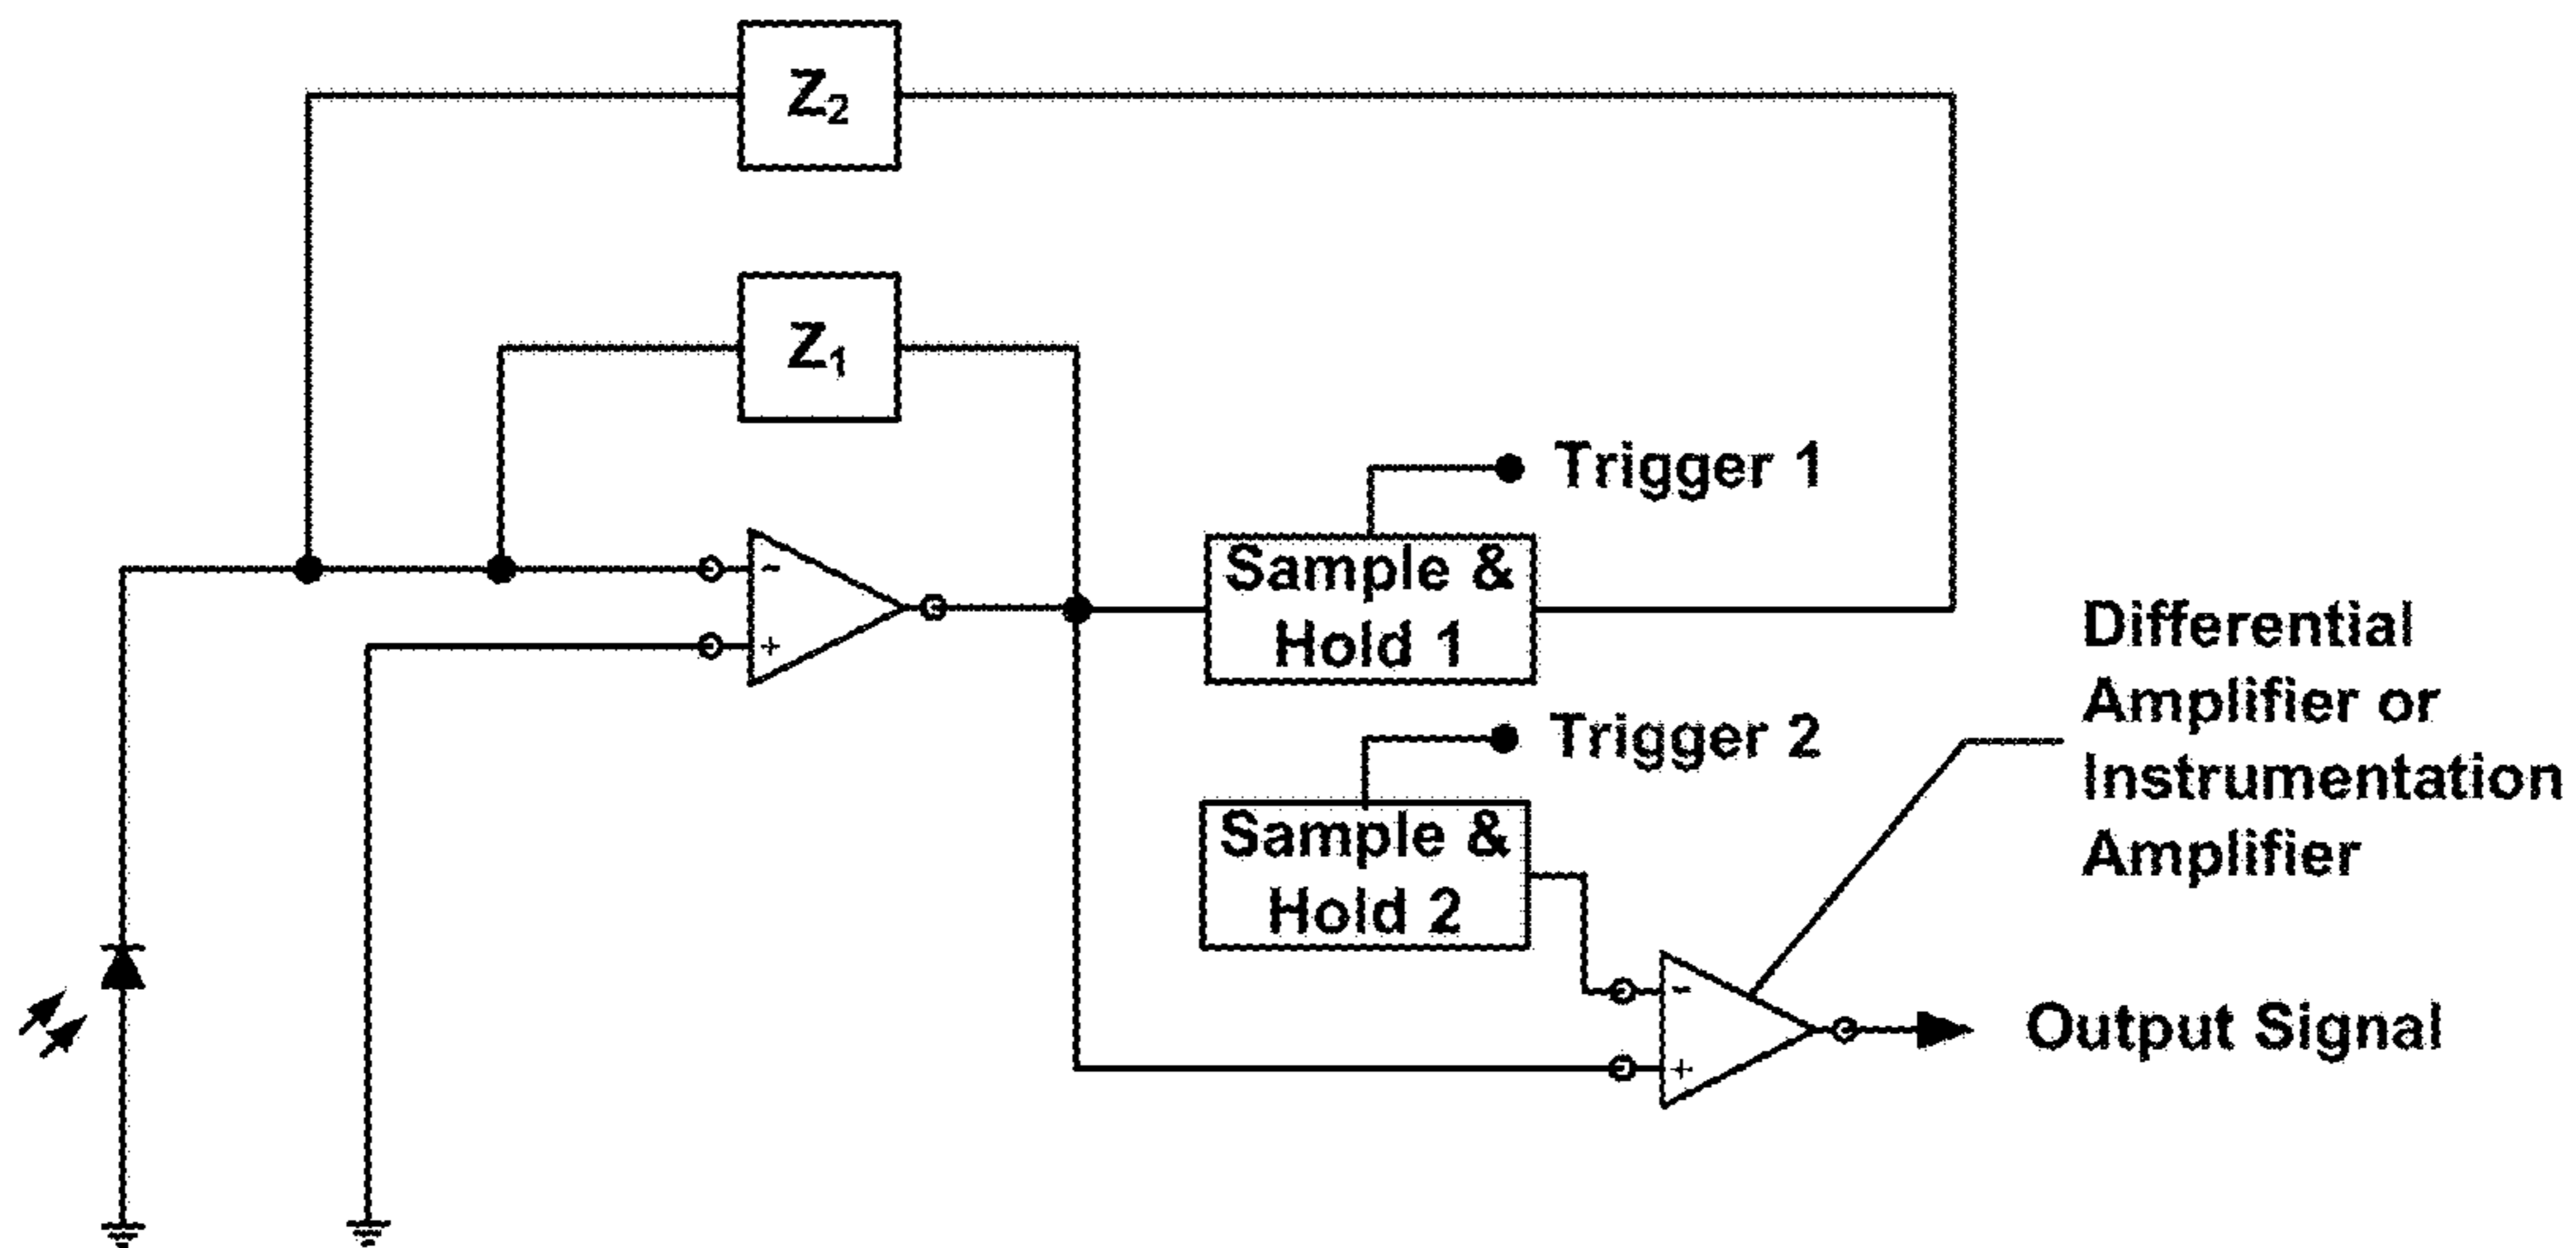 Z2
Z1
Trigger 1
Sample &
Hold 1
-
+
Differential
Amplifier or
Instrumentation
Amplifier
Trigger 2
Sample &
Hold 2
-
+
Output Signal